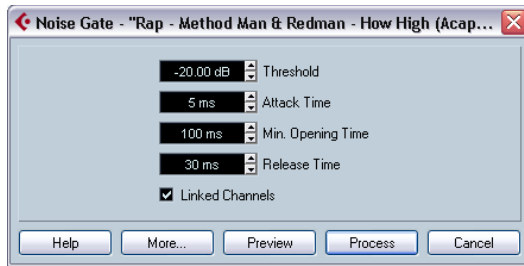 Noise Gate - "Rap - Method Man & Redman - How High (Acap...
-20.00 dB Threshold
5 ms Attack Time
100 ms Min. Opening Time
30 ms Release Time
Linked Channels
Help More... Preview Process Cancel